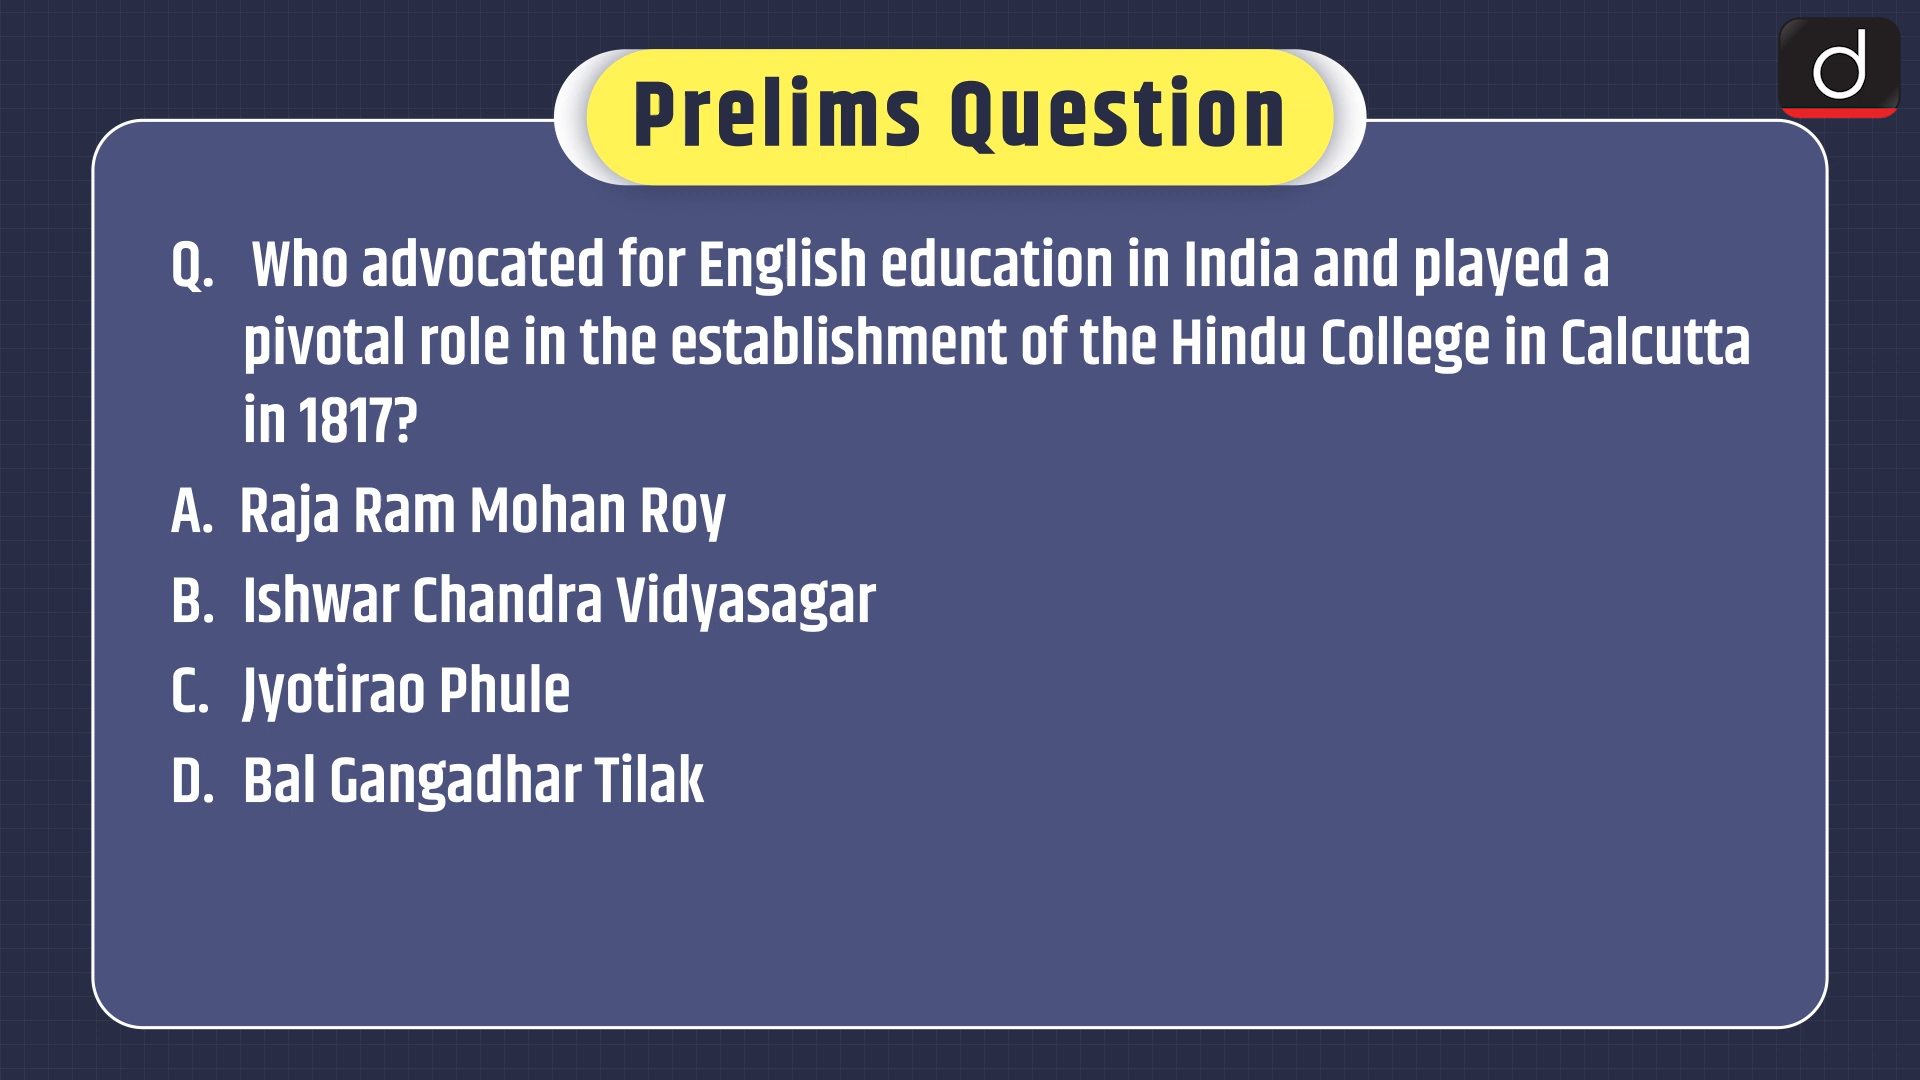 Prelims Question
d
Q. Who advocated for English education in India and played a
pivotal role in the establishment of the Hindu College in Calcutta
in 1817?
A. Raja Ram Mohan Roy
B. Ishwar Chandra Vidyasagar
C. Jyotirao Phule
D. Bal Gangadhar Tilak